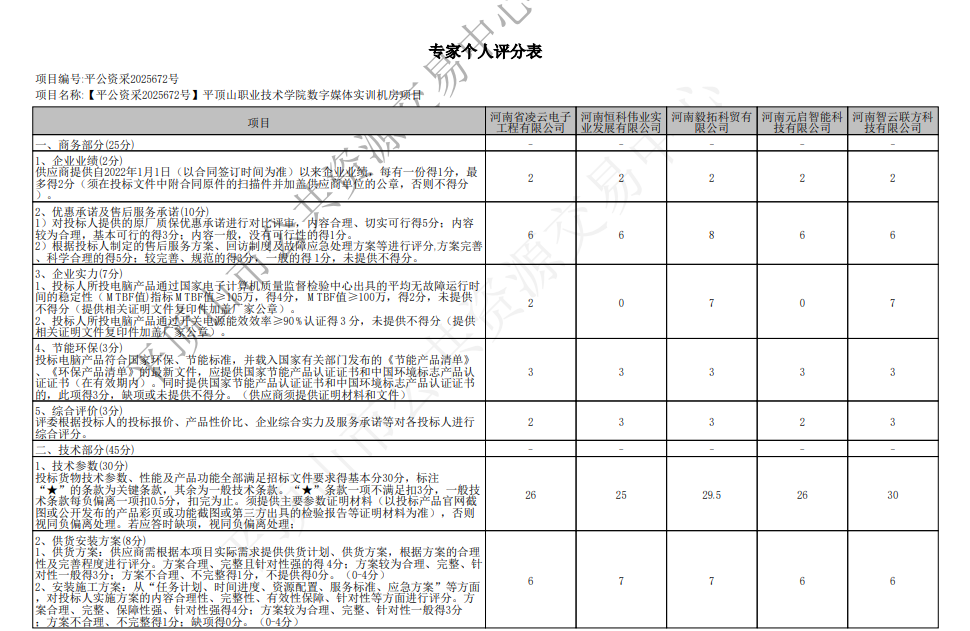 专家个人评分表
项目编号:平公资采2025672号
项目名称:【平公资采2025672号】平顶山职业技术学院数字媒体实训机房项目
项目 河南省凌云电子工程有限公司 河南恒科伟业实业发展有限公司 河南毅拓科贸有限公司 河南元启智能科技有限公司 河南智云联方科技有限公司
一、商务部分(25分) - - - - -
1、企业业绩(2分)
供应商提供自2022年1月1日（以合同签订时间为准）以来企业业绩，每有一份得1分，最
多得2分（须在投标文件中附合同原件的扫描件并加盖供应商单位的公章，否则不得分
）。
2 2 2 2 2
2、优惠承诺及售后服务承诺(10分)
1）对投标人提供的原厂质保优惠承诺进行对比评审，内容合理、切实可行得5分；内容
较为合理，基本可行的得3分；内容一般，没有可行性的得1分。
2）根据投标人制定的售后服务方案、回访制度及故障应急处理方案等进行评分,方案完善
、科学合理的得5分；较完善、规范的得3分，一般的得 1分，未提供不得分。
6 6 8 6 6
3、企业实力(7分)
1、投标人所投电脑产品通过国家电子计算机质量监督检验中心出具的平均无故障运行时
间的稳定性（ＭTBF值)指标ＭTBF值≥105万，得4分，ＭTBF值≥100万，得2分，未提供
不得分（提供相关证明文件复印件加盖厂家公章）。
2、投标人所投电脑产品通过开关电源能效效率≥90％认证得 3 分，未提供不得分（提供
相关证明文件复印件加盖厂家公章）。
2 0 7 0 7
4、节能环保(3分)
投标电脑产品符合国家环保、节能标准，并载入国家有关部门发布的《节能产品清单》
、《环保产品清单》的最新文件，应提供国家节能产品认证证书和中国环境标志产品认
证证书（在有效期内）。同时提供国家节能产品认证证书和中国环境标志产品认证证书
的，此项得3分，缺项或未提供不得分。（供应商须提供证明材料和文件）
3 3 3 3 3
5、综合评价(3分)
评委根据投标人的投标报价、产品性价比、企业综合实力及服务承诺等对各投标人进行
综合评分。
2 3 3 2 3
二、技术部分(45分) - - - - -
1、技术参数(30分)
投标货物技术参数、性能及产品功能全部满足招标文件要求得基本分30分，标注
“★”的条款为关键条款，其余为一般技术条款。“★”条款一项不满足扣3分，一般技
术条款每负偏离一项扣0.5分，扣完为止。须提供主要参数证明材料（以投标产品官网截
图或公开发布的产品彩页或功能截图或第三方出具的检验报告等证明材料为准），否则
视同负偏离处理。若应答时缺项，视同负偏离处理；
26 25 29.5 26 30
2、供货安装方案(8分)
1、供货方案：供应商需根据本项目实际需求提供供货计划、供货方案，根据方案的合理
性及完善程度进行评分。方案合理、完整且针对性强的得 4分；方案较为合理、完整、针
对性一般得3分；方案不合理、不完整得1分，不提供得0分。（0-4分）
2、安装施工方案：从“任务计划、时间进度、资源配置、服务标准、应急方案”等方面
，对投标人实施方案的内容合理性、完整性、有效性保障、针对性等方面进行评分。方
案合理、完整、保障性强、针对性强得4分；方案较为合理、完整、针对性一般得3分
；方案不合理、不完整得1分；缺项得0分。（0-4分）
6 7 7 6 6
平顶山市公共资源交易中心
平顶山市公共资源交易中心